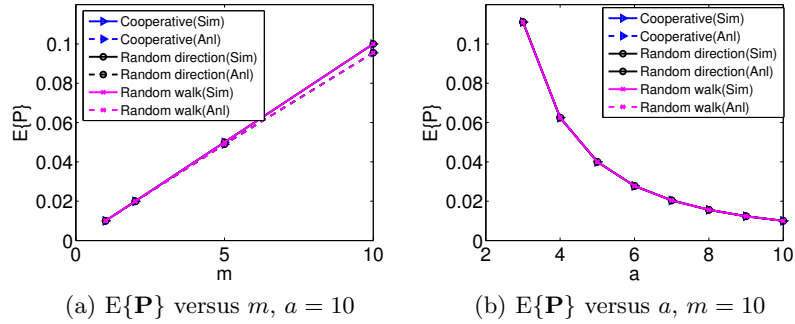 Cooperative(Sim)
Cooperative(Anl)
Random direction(Sim)
Random direction(Anl)
Random walk(Sim)
Random walk(Anl)
E{P}
0.1
0.08
0.06
0.04
0.02
0
0 5 10
m
(a) E{P} versus m, a = 10
Cooperative(Sim)
Cooperative(Anl)
Random direction(Sim)
Random direction(Anl)
Random walk(Sim)
Random walk(Anl)
E{P}
0.1
0.08
0.06
0.04
0.02
0
2 4 6 8 10
a
(b) E{P} versus a, m = 10